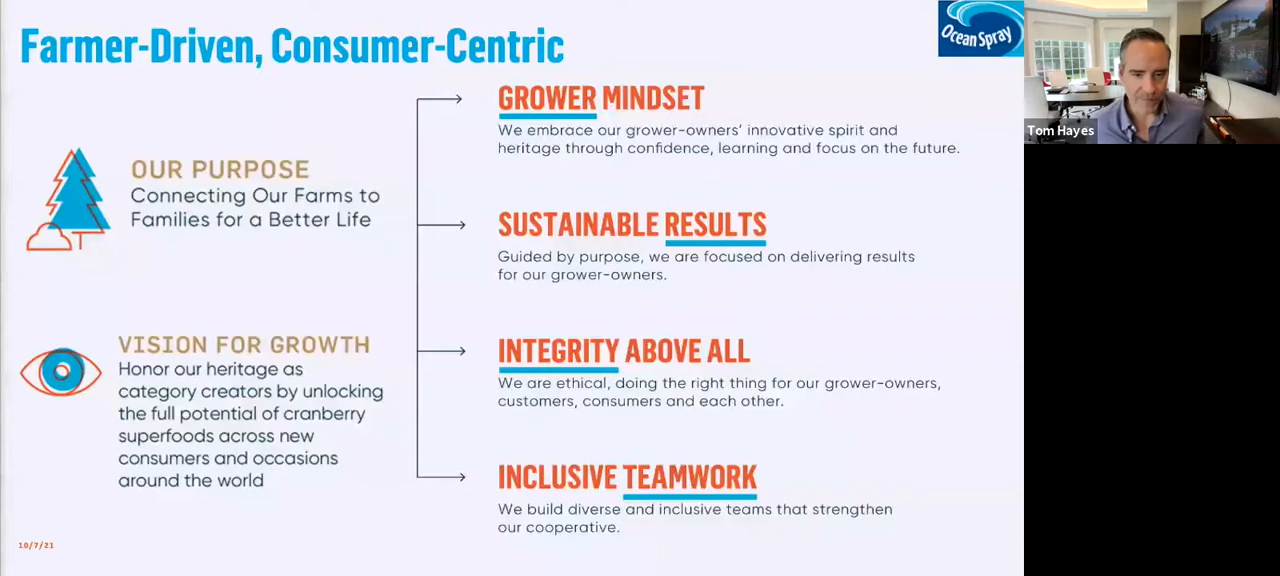 Farmer-Driven, Consumer-Centric
Ocean Spray
Tom Hayes
OUR PURPOSE
Connecting Our Farms to
Families for a Better Life
VISION FOR GROWTH
Honor our heritage as
category creators by unlocking
the full potential of cranberry
superfoods across new
consumers and occasions
around the world
GROWER MINDSET
We embrace our grower-owners' innovative spirit and
heritage through confidence, learning and focus on the future.
SUSTAINABLE RESULTS
Guided by purpose, we are focused on delivering results
for our grower-owners.
INTEGRITY ABOVE ALL
We are ethical, doing the right thing for our grower-owners,
customers, consumers and each other.
INCLUSIVE TEAMWORK
We build diverse and inclusive teams that strengthen
our cooperative.
10/7/21